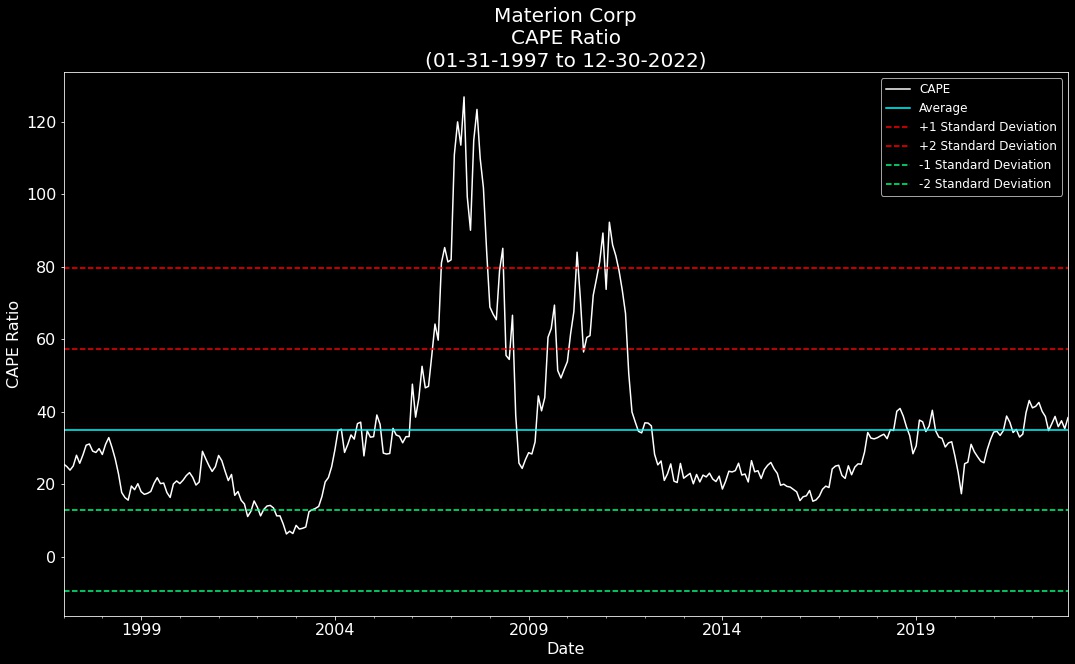 Materion Corp
CAPE Ratio
(01-31-1997 to 12-30-2022)
CAPE
Average
+1 Standard Deviation
+2 Standard Deviation
-1 Standard Deviation
-2 Standard Deviation
CAPE Ratio
120
100
80
60
40
20
0
1999
2004
2009
2014
2019
Date